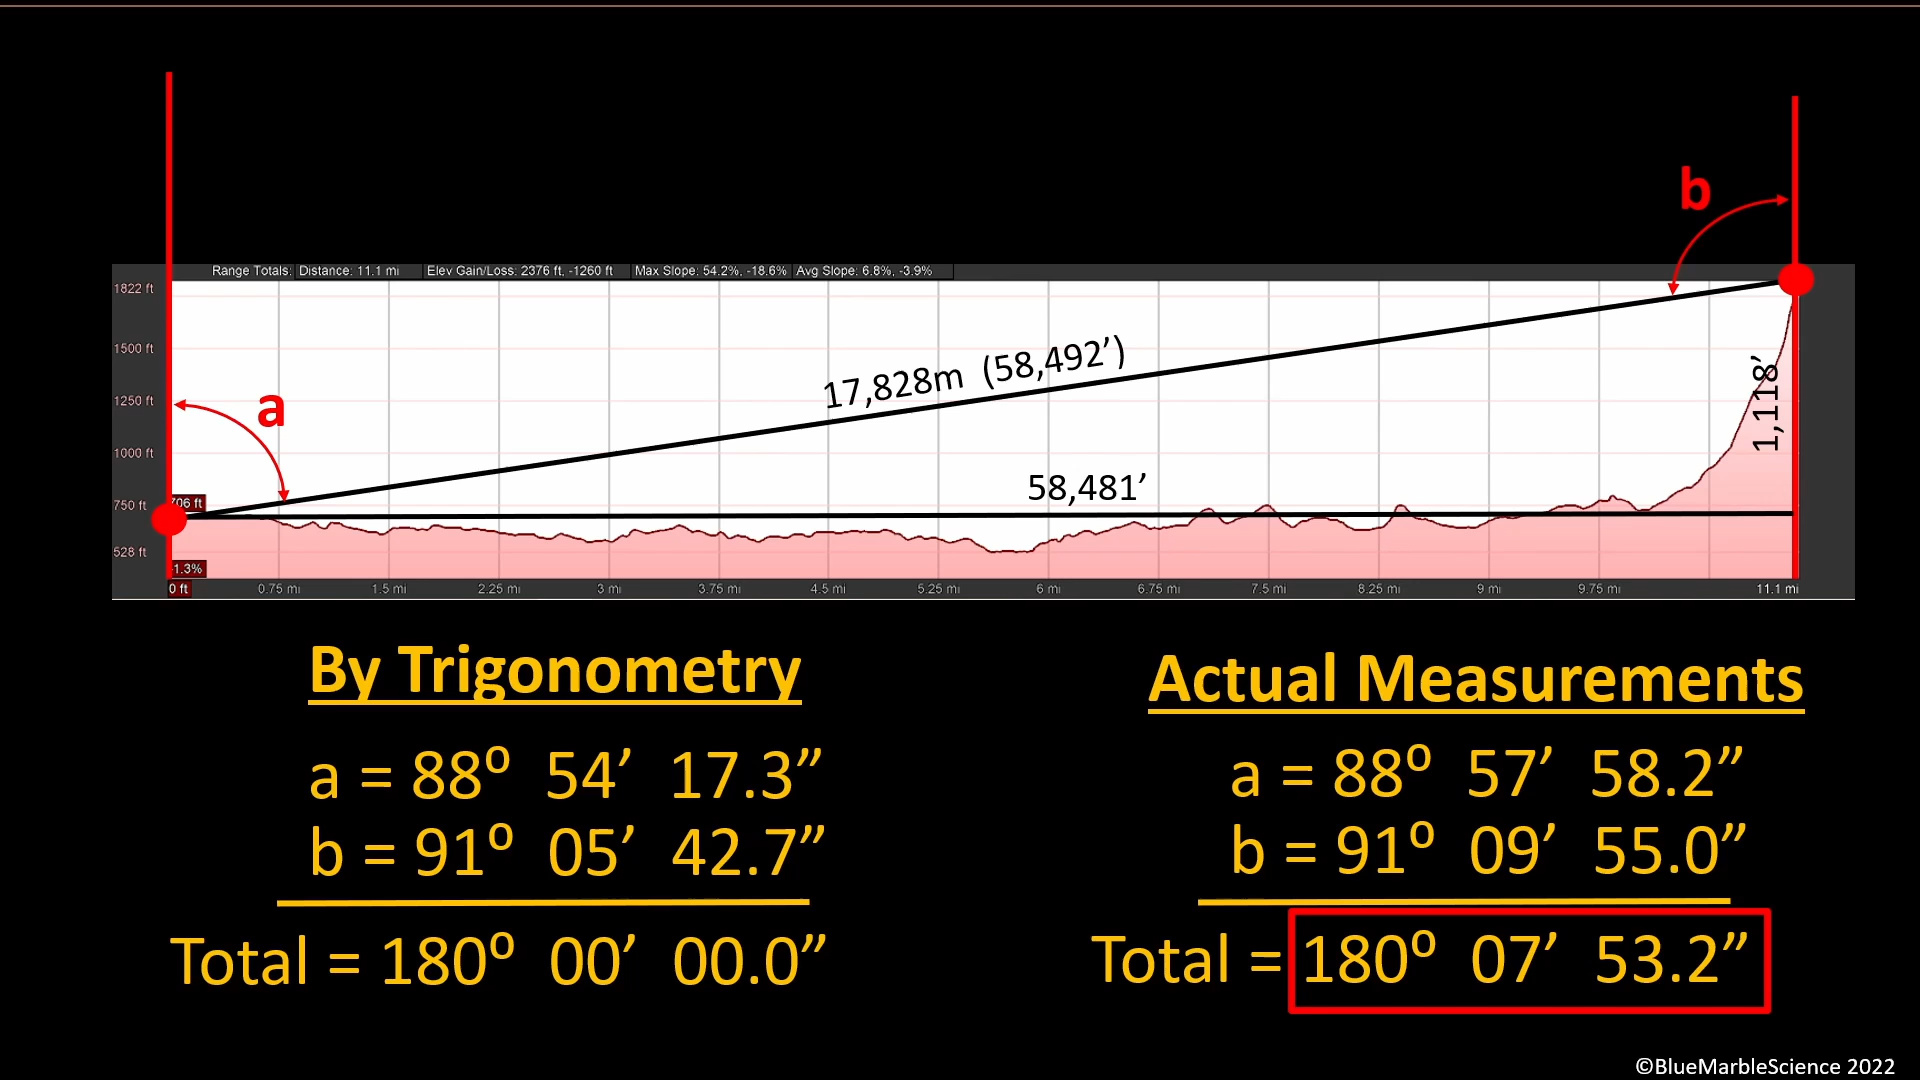 b
Range Totals: Distance: 11.1 mi Elev Gain/Loss: 2376 ft, -1260 ft Max Slope: 54.2%, -18.6% Avg Slope: 6.8%, -3.9%
1822 ft
1500 ft
17,828m (58,492’)
1,118’
1250 ft
a
1000 ft
58,481’
750 ft
706 ft
528 ft
-1.3%
0 ft 0.75 mi 1.5 mi 2.25 mi 3 mi 3.75 mi 4.5 mi 5.25 mi 6 mi 6.75 mi 7.5 mi 8.25 mi 9 mi 9.75 mi 11.1 mi
By Trigonometry
a = 88º 54’ 17.3”
b = 91º 05’ 42.7”
Total = 180º 00’ 00.0”
Actual Measurements
a = 88º 57’ 58.2”
b = 91º 09’ 55.0”
Total = 180º 07’ 53.2”
©BlueMarbleScience 2022